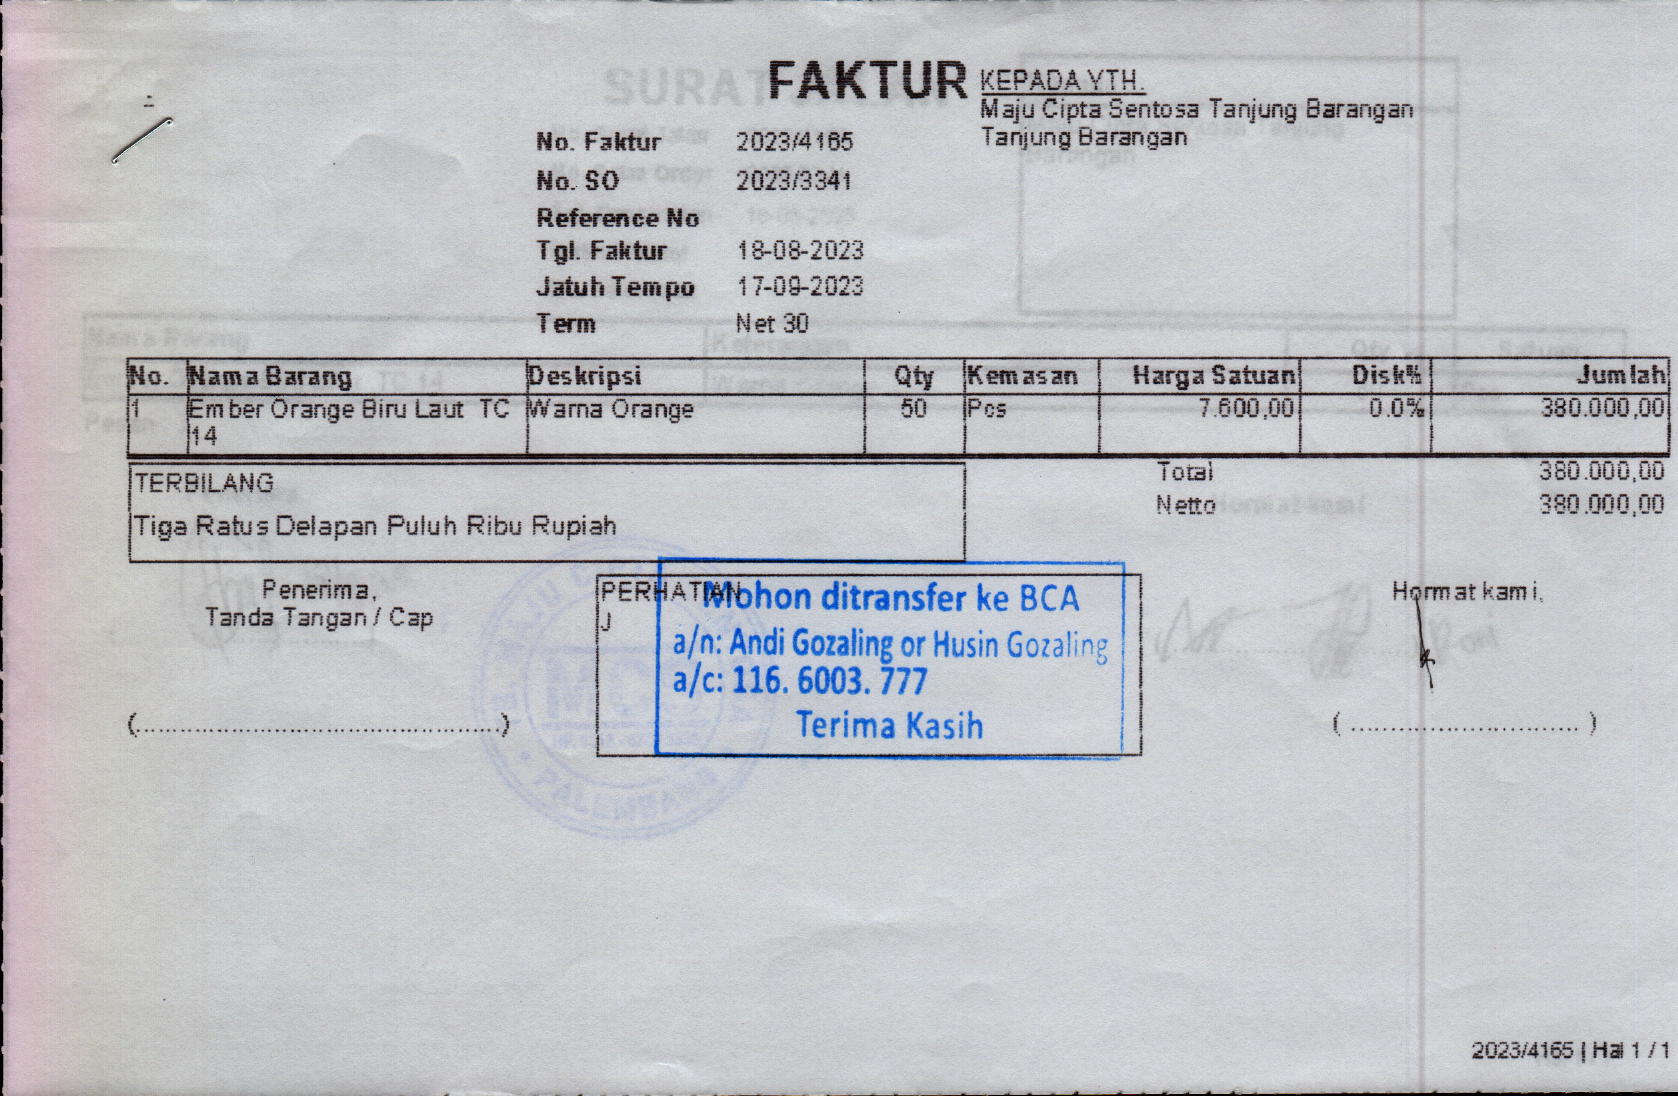 FAKTUR
KEPADA YTH.
Maju Cipta Sentosa Tanjung Barangan
Tanjung Barangan
No. Faktur 2023/4165
No. SO 2023/3341
Reference No
Tgl. Faktur 18-08-2023
Jatuh Tempo 17-09-2023
Term Net 30
No. Nama Barang Deskripsi Qty Kemasan Harga Satuan Disk% Jumlah
1 Ember Orange Biru Laut TC Warna Orange 50 Pcs 7.600,00 0.0% 380.000,00
14
Total 380.000,00
Netto 380.000,00
TERBILANG
Tiga Ratus Delapan Puluh Ribu Rupiah
Penerima,
Tanda Tangan / Cap
(................................................)
PERHATIAN
J
Mohon ditransfer ke BCA
a/n: Andi Gozaling or Husin Gozaling
a/c: 116. 6003. 777
Terima Kasih
Hormat kami,
( ............................. )
PALEMBANG
2023/4165 | Hal 1 / 1